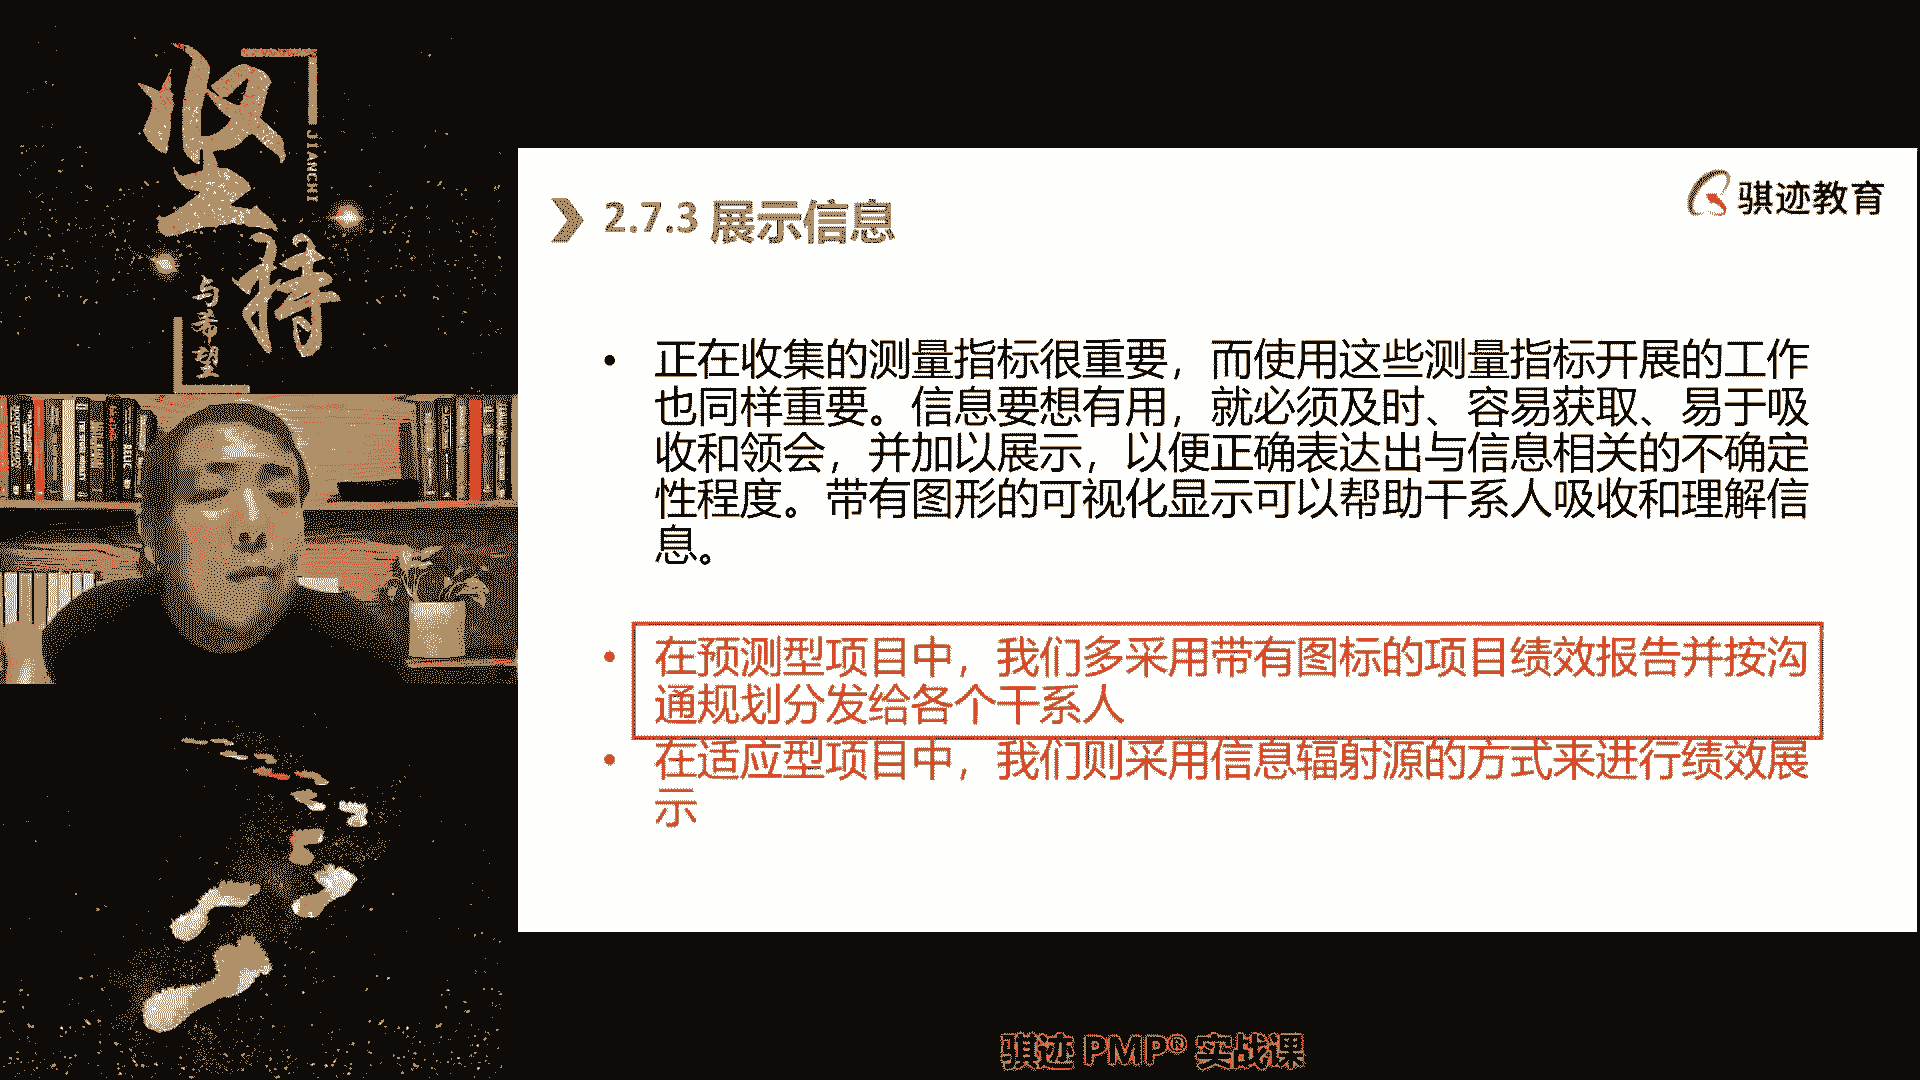 坚持
JIANCHI
与希望
骐迹教育
2.7.3 展示信息
• 正在收集的测量指标很重要，而使用这些测量指标开展的工作
也同样重要。信息要想有用，就必须及时、容易获取、易于吸
收和领会，并加以展示，以便正确表达出与信息相关的不确定
性程度。带有图形的可视化显示可以帮助干系人吸收和理解信
息。
• 在预测型项目中，我们多采用带有图标的项目绩效报告并按沟
通规划分发给各个干系人
• 在适应型项目中，我们则采用信息辐射源的方式来进行绩效展
示
骐迹 PMP® 实战课